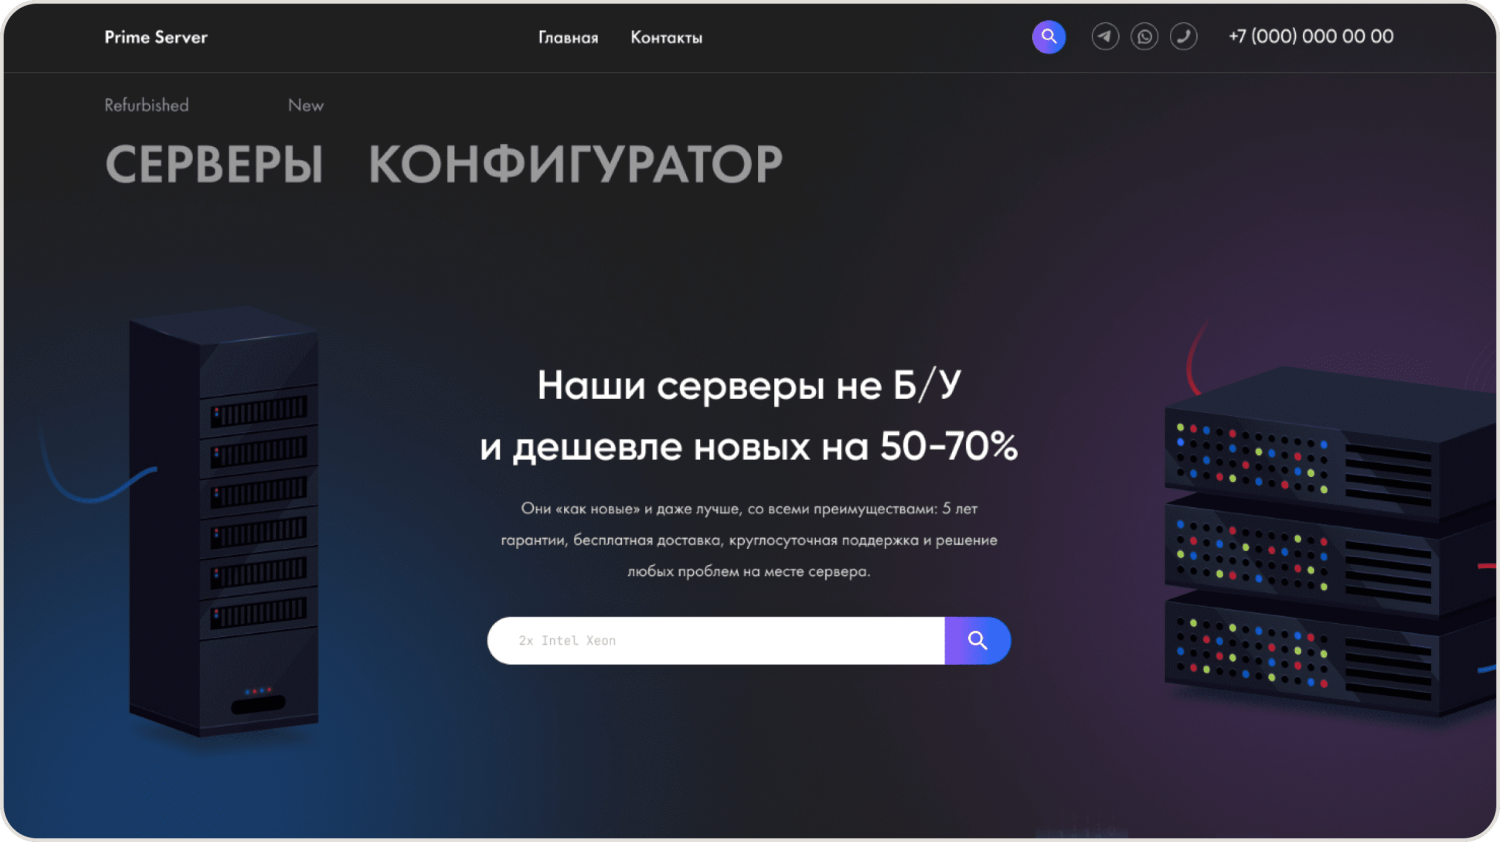 Prime Server
Главная
Контакты
+7 (000) 000 00 00
Refurbished
New
СЕРВЕРЫ
КОНФИГУРАТОР
Наши серверы не Б/У
и дешевле новых на 50-70%
Они «как новые» и даже лучше, со всеми преимуществами: 5 лет
гарантии, бесплатная доставка, круглосуточная поддержка и решение
любых проблем на месте сервера.
2x Intel Xeon